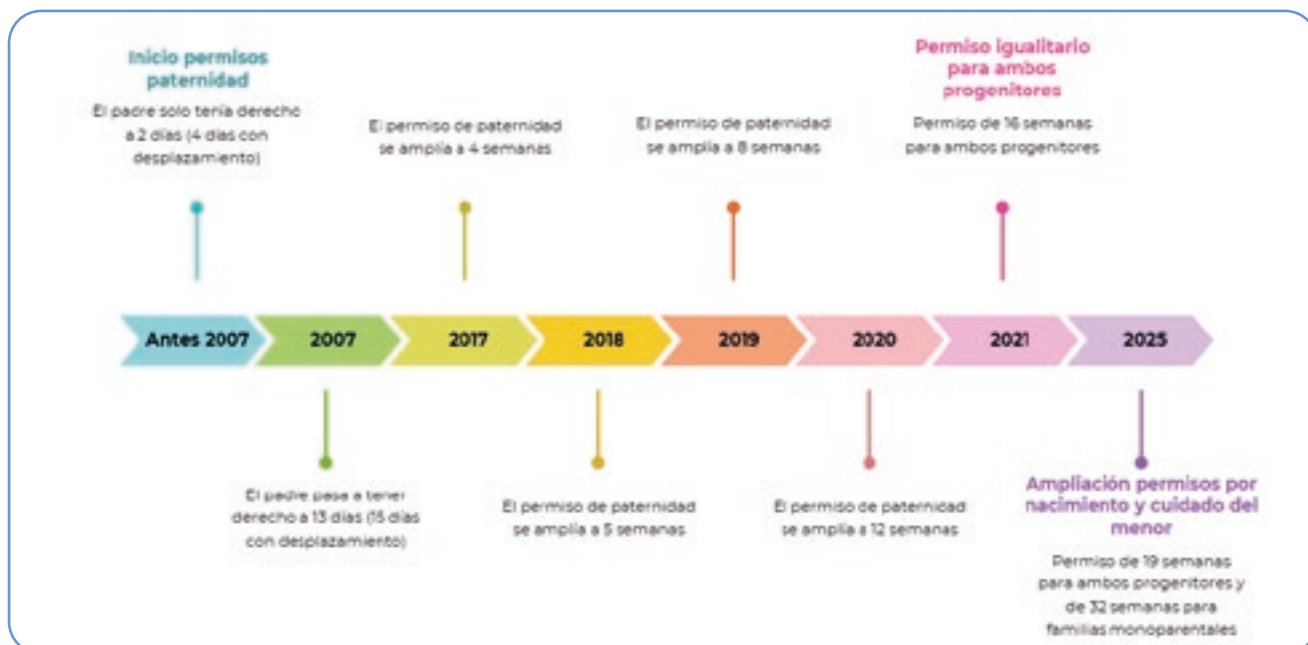 Inicio permisos
paternidad
El padre solo tenía derecho
a 2 días (4 días con
desplazamiento)
El permiso de paternidad
se amplía a 4 semanas
El permiso de paternidad
se amplía a 8 semanas
Permiso igualitario
para ambos
progenitores
Permiso de 16 semanas
para ambos progenitores
Antes 2007
2007
2017
2018
2019
2020
2021
2025
El padre pasa a tener
derecho a 13 días (15 días
con desplazamiento)
El permiso de paternidad
se amplía a 5 semanas
El permiso de paternidad
se amplía a 12 semanas
Ampliación permisos por
nacimiento y cuidado del
menor
Permiso de 19 semanas
para ambos progenitores y
de 32 semanas para
familias monoparentales